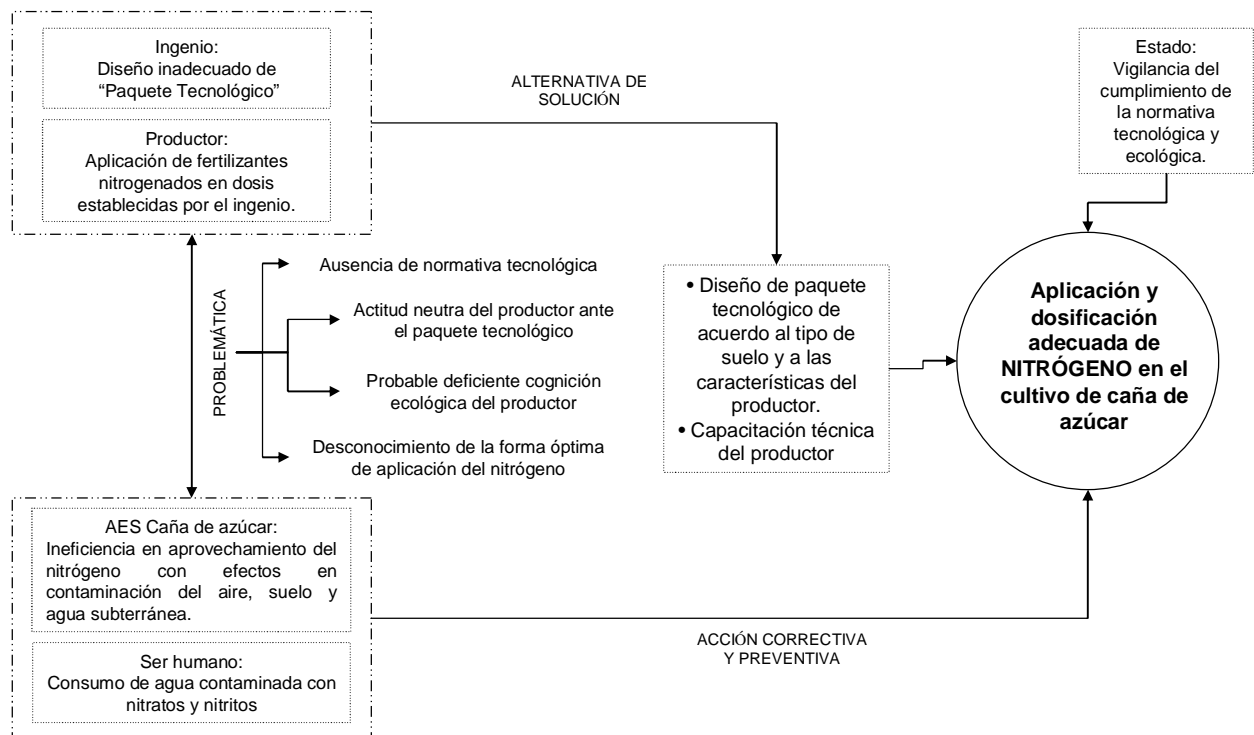 Ingenio:
Diseño inadecuado de
“Paquete Tecnológico”
Productor:
Aplicación de fertilizantes
nitrogenados en dosis
establecidas por el ingenio.
ALTERNATIVA DE
SOLUCIÓN
Estado:
Vigilancia del
cumplimiento de
la normativa
tecnológica y
ecológica.
PROBLEMÁTICA
Ausencia de normativa tecnológica
Actitud neutra del productor ante
el paquete tecnológico
Probable deficiente cognición
ecológica del productor
Desconocimiento de la forma óptima
de aplicación del nitrógeno
• Diseño de paquete
tecnológico de
acuerdo al tipo de
suelo y a las
características del
productor.
• Capacitación técnica
del productor
Aplicación y
dosificación
adecuada de
NITRÓGENO en el
cultivo de caña de
azúcar
AES Caña de azúcar:
Ineficiencia en aprovechamiento del
nitrógeno con efectos en
contaminación del aire, suelo y
agua subterránea.
Ser humano:
Consumo de agua contaminada con
nitratos y nitritos
ACCIÓN CORRECTIVA
Y PREVENTIVA